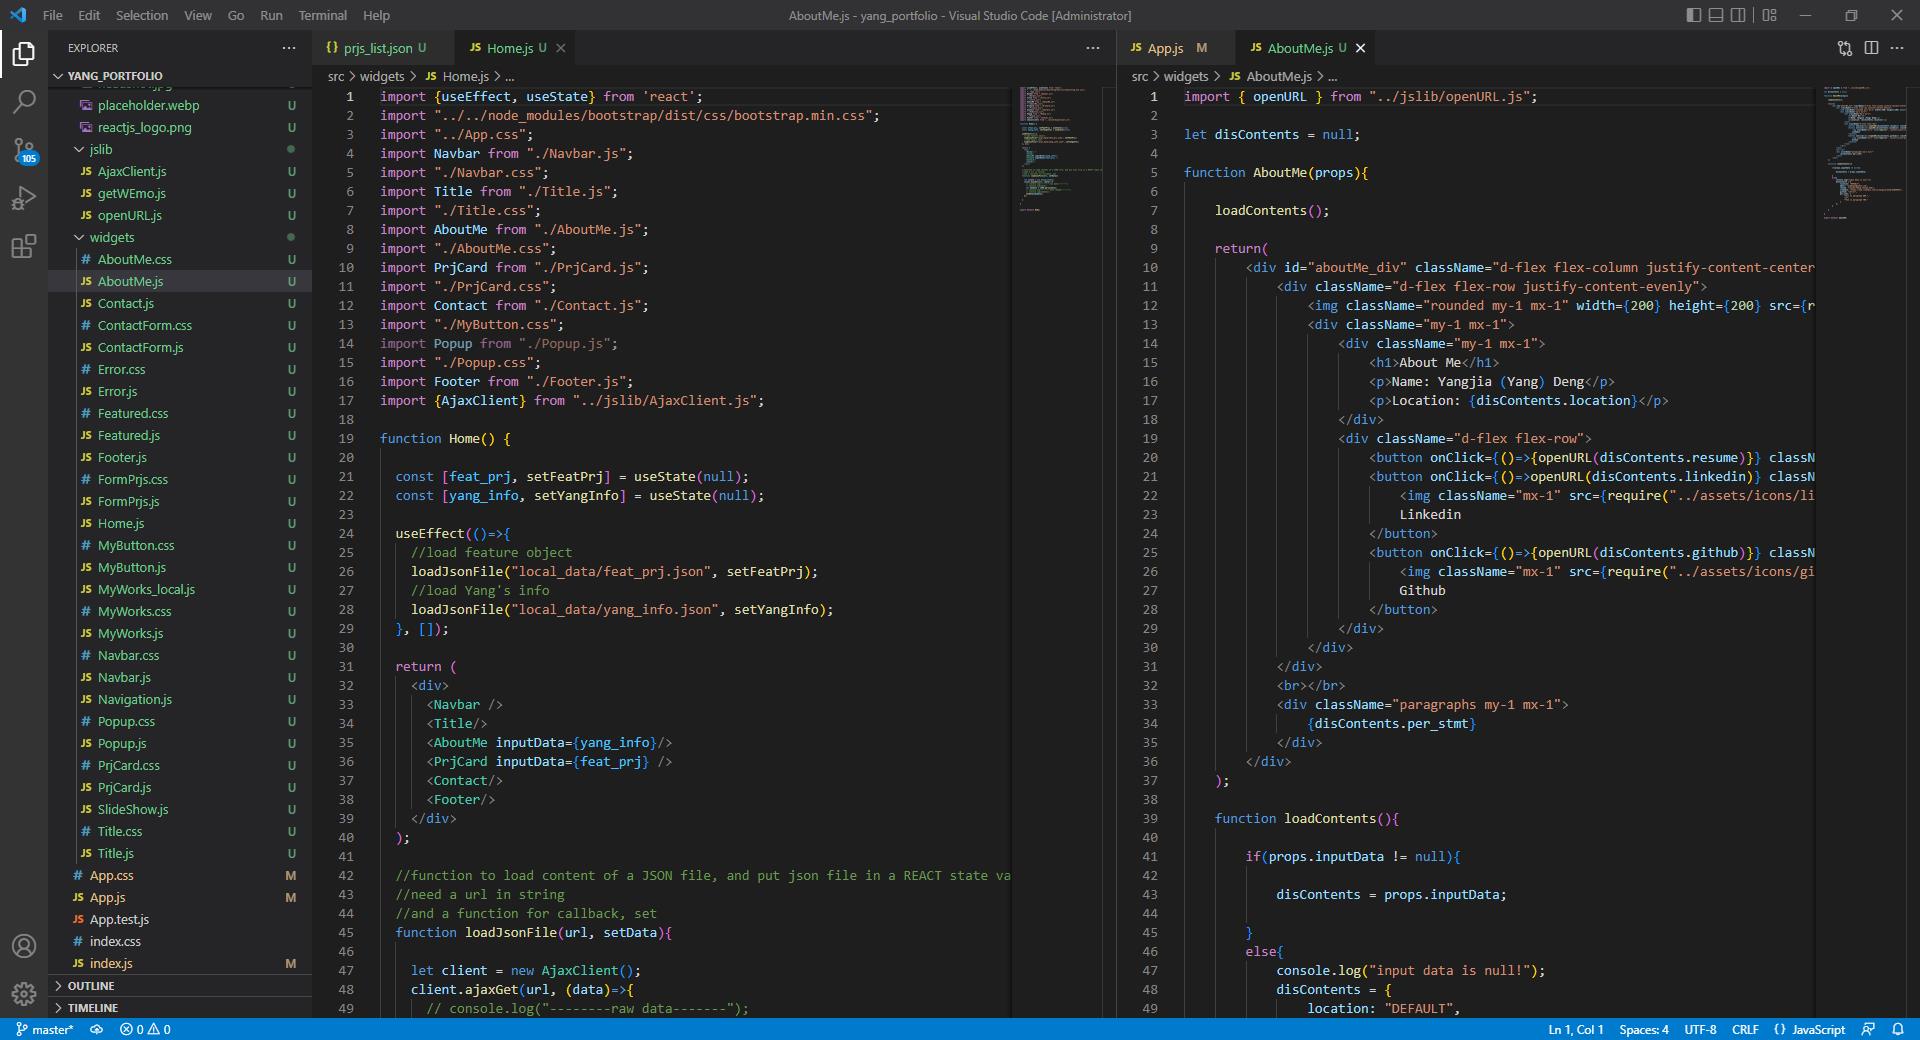 File Edit Selection View Go Run Terminal Help
AboutMe.js - yang_portfolio - Visual Studio Code [Administrator]
EXPLORER
YANG_PORTFOLIO
placeholder.webp U
reactjs_logo.png U
jslib
AjaxClient.js U
getWEmo.js U
openURL.js U
widgets
# AboutMe.css U
JS AboutMe.js U
JS Contact.js U
# ContactForm.css U
JS ContactForm.js U
# Error.css U
JS Error.js U
# Featured.css U
JS Featured.js U
JS Footer.js U
# FormPrjs.css U
JS FormPrjs.js U
JS Home.js U
# MyButton.css U
JS MyButton.js U
JS MyWorks_local.js U
# MyWorks.css U
JS MyWorks.js U
# Navbar.css U
JS Navbar.js U
JS Navigation.js U
# Popup.css U
JS Popup.js U
# PrjCard.css U
JS PrjCard.js U
JS SlideShow.js U
# Title.css U
JS Title.js U
# App.css M
JS App.js M
JS App.test.js
# index.css
JS index.js M
OUTLINE
TIMELINE
105
{} prjs_list.json U
JS Home.js U
src > widgets > JS Home.js > ...
1 import {useEffect, useState} from 'react';
2 import "../../node_modules/bootstrap/dist/css/bootstrap.min.css";
3 import "../App.css";
4 import Navbar from "./Navbar.js";
5 import "./Navbar.css";
6 import Title from "./Title.js";
7 import "./Title.css";
8 import AboutMe from "./AboutMe.js";
9 import "./AboutMe.css";
10 import PrjCard from "./PrjCard.js";
11 import "./PrjCard.css";
12 import Contact from "./Contact.js";
13 import "./MyButton.css";
14 import Popup from "./Popup.js";
15 import "./Popup.css";
16 import Footer from "./Footer.js";
17 import {AjaxClient} from "../jslib/AjaxClient.js";
18
19 function Home() {
20
21 const [feat_prj, setFeatPrj] = useState(null);
22 const [yang_info, setYangInfo] = useState(null);
23
24 useEffect(()=>{
25 //load feature object
26 loadJsonFile("local_data/feat_prj.json", setFeatPrj);
27 //load Yang's info
28 loadJsonFile("local_data/yang_info.json", setYangInfo);
29 }, []);
30
31 return (
32 <div>
33 <Navbar />
34 <Title/>
35 <AboutMe inputData={yang_info}/>
36 <PrjCard inputData={feat_prj} />
37 <Contact/>
38 <Footer/>
39 </div>
40 );
41
42 //function to load content of a JSON file, and put json file in a REACT state va
43 //need a url in string
44 //and a function for callback, set
45 function loadJsonFile(url, setData){
46
47 let client = new AjaxClient();
48 client.ajaxGet(url, (data)=>{
49 // console.log("--------raw data-------");
JS App.js M
JS AboutMe.js U
src > widgets > JS AboutMe.js > ...
1 import { openURL } from "../jslib/openURL.js";
2
3 let disContents = null;
4
5 function AboutMe(props){
6
7 loadContents();
8
9 return(
10 <div id="aboutMe_div" className="d-flex flex-column justify-content-center
11 <div className="d-flex flex-row justify-content-evenly">
12 <img className="rounded my-1 mx-1" width={200} height={200} src={r
13 <div className="my-1 mx-1">
14 <div className="my-1 mx-1">
15 <h1>About Me</h1>
16 <p>Name: Yangjia (Yang) Deng</p>
17 <p>Location: {disContents.location}</p>
18 </div>
19 <div className="d-flex flex-row">
20 <button onClick={()=>{openURL(disContents.resume)}} classN
21 <button onClick={()=>openURL(disContents.linkedin)} classN
22 <img className="mx-1" src={require("../assets/icons/li
23 Linkedin
24 </button>
25 <button onClick={()=>{openURL(disContents.github)}} classN
26 <img className="mx-1" src={require("../assets/icons/gi
27 Github
28 </button>
29 </div>
30 </div>
31 </div>
32 <br></br>
33 <div className="paragraphs my-1 mx-1">
34 {disContents.per_stmt}
35 </div>
36 </div>
37 );
38
39 function loadContents(){
40
41 if(props.inputData != null){
42
43 disContents = props.inputData;
44
45 }
46 else{
47 console.log("input data is null!");
48 disContents = {
49 location: "DEFAULT",
master* 0 0
Ln 1, Col 1 Spaces: 4 UTF-8 CRLF {} JavaScript